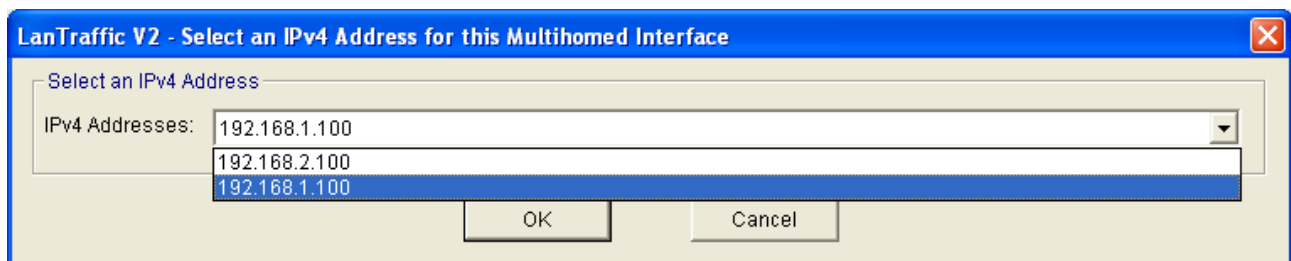 LanTraffic V2 - Select an IPv4 Address for this Multihomed Interface
Select an IPv4 Address
IPv4 Addresses: 192.168.1.100
192.168.2.100
192.168.1.100
OK Cancel